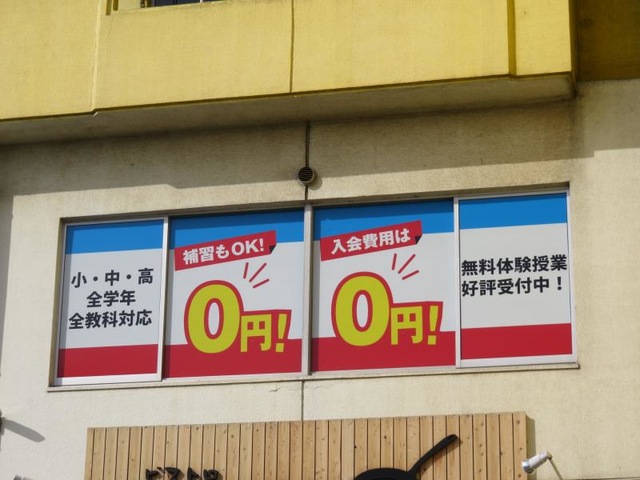 小・中・高
全学年
全教科対応
補習もOK!
0円!
入会費用は
0円!
無料体験授業
好評受付中！